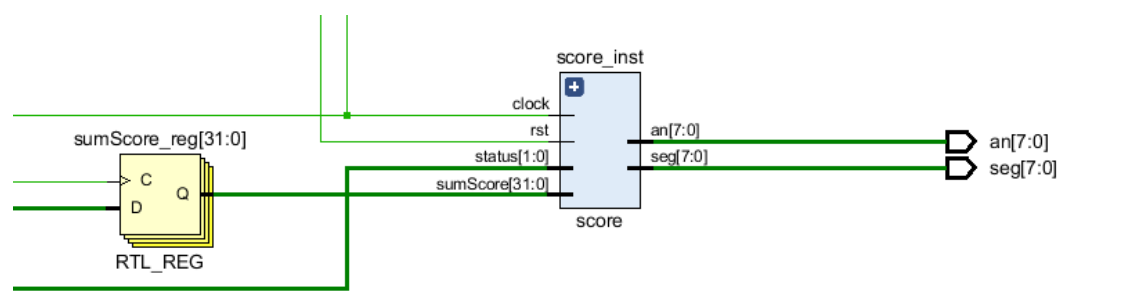 score_inst
clock
rst
an[7:0]
an[7:0]
sumScore_reg[31:0]
status[1:0]
seg[7:0]
seg[7:0]
C
Q
sumScore[31:0]
D
score
RTL_REG